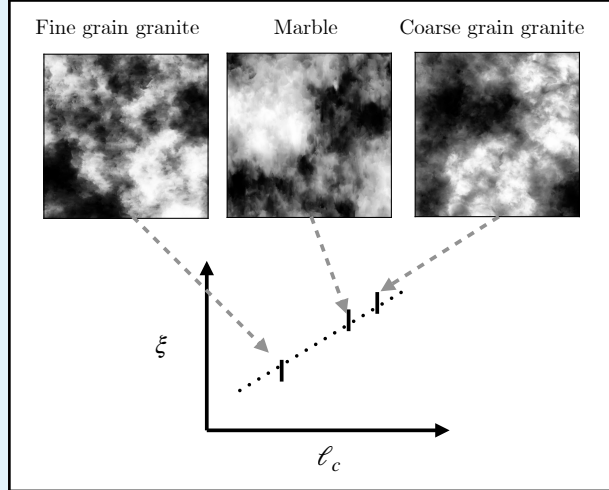 Fine grain granite
Marble
Coarse grain granite
ξ
ℓc